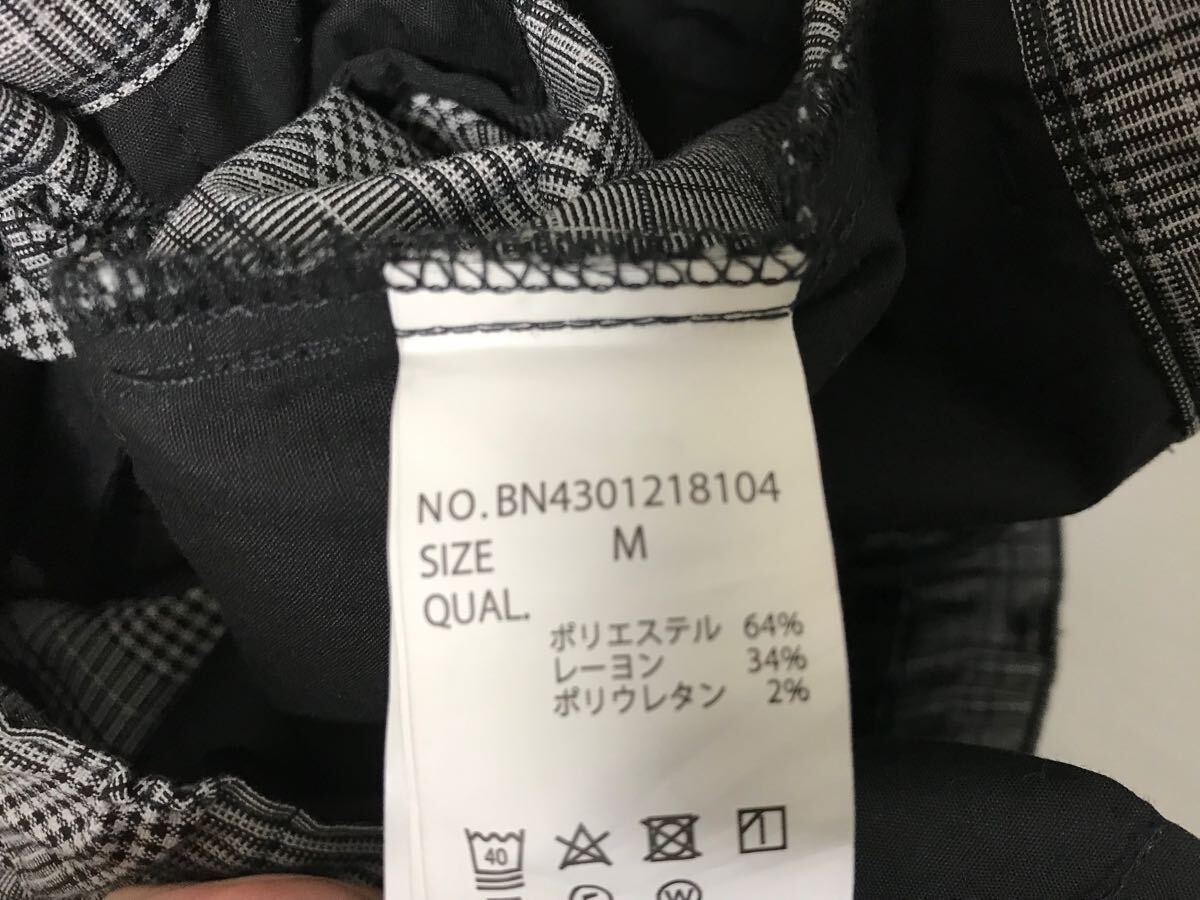 NO.BN4301218104
SIZE M
QUAL.
ポリエステル 64%
レーヨン 34%
ポリウレタン 2%
40
W